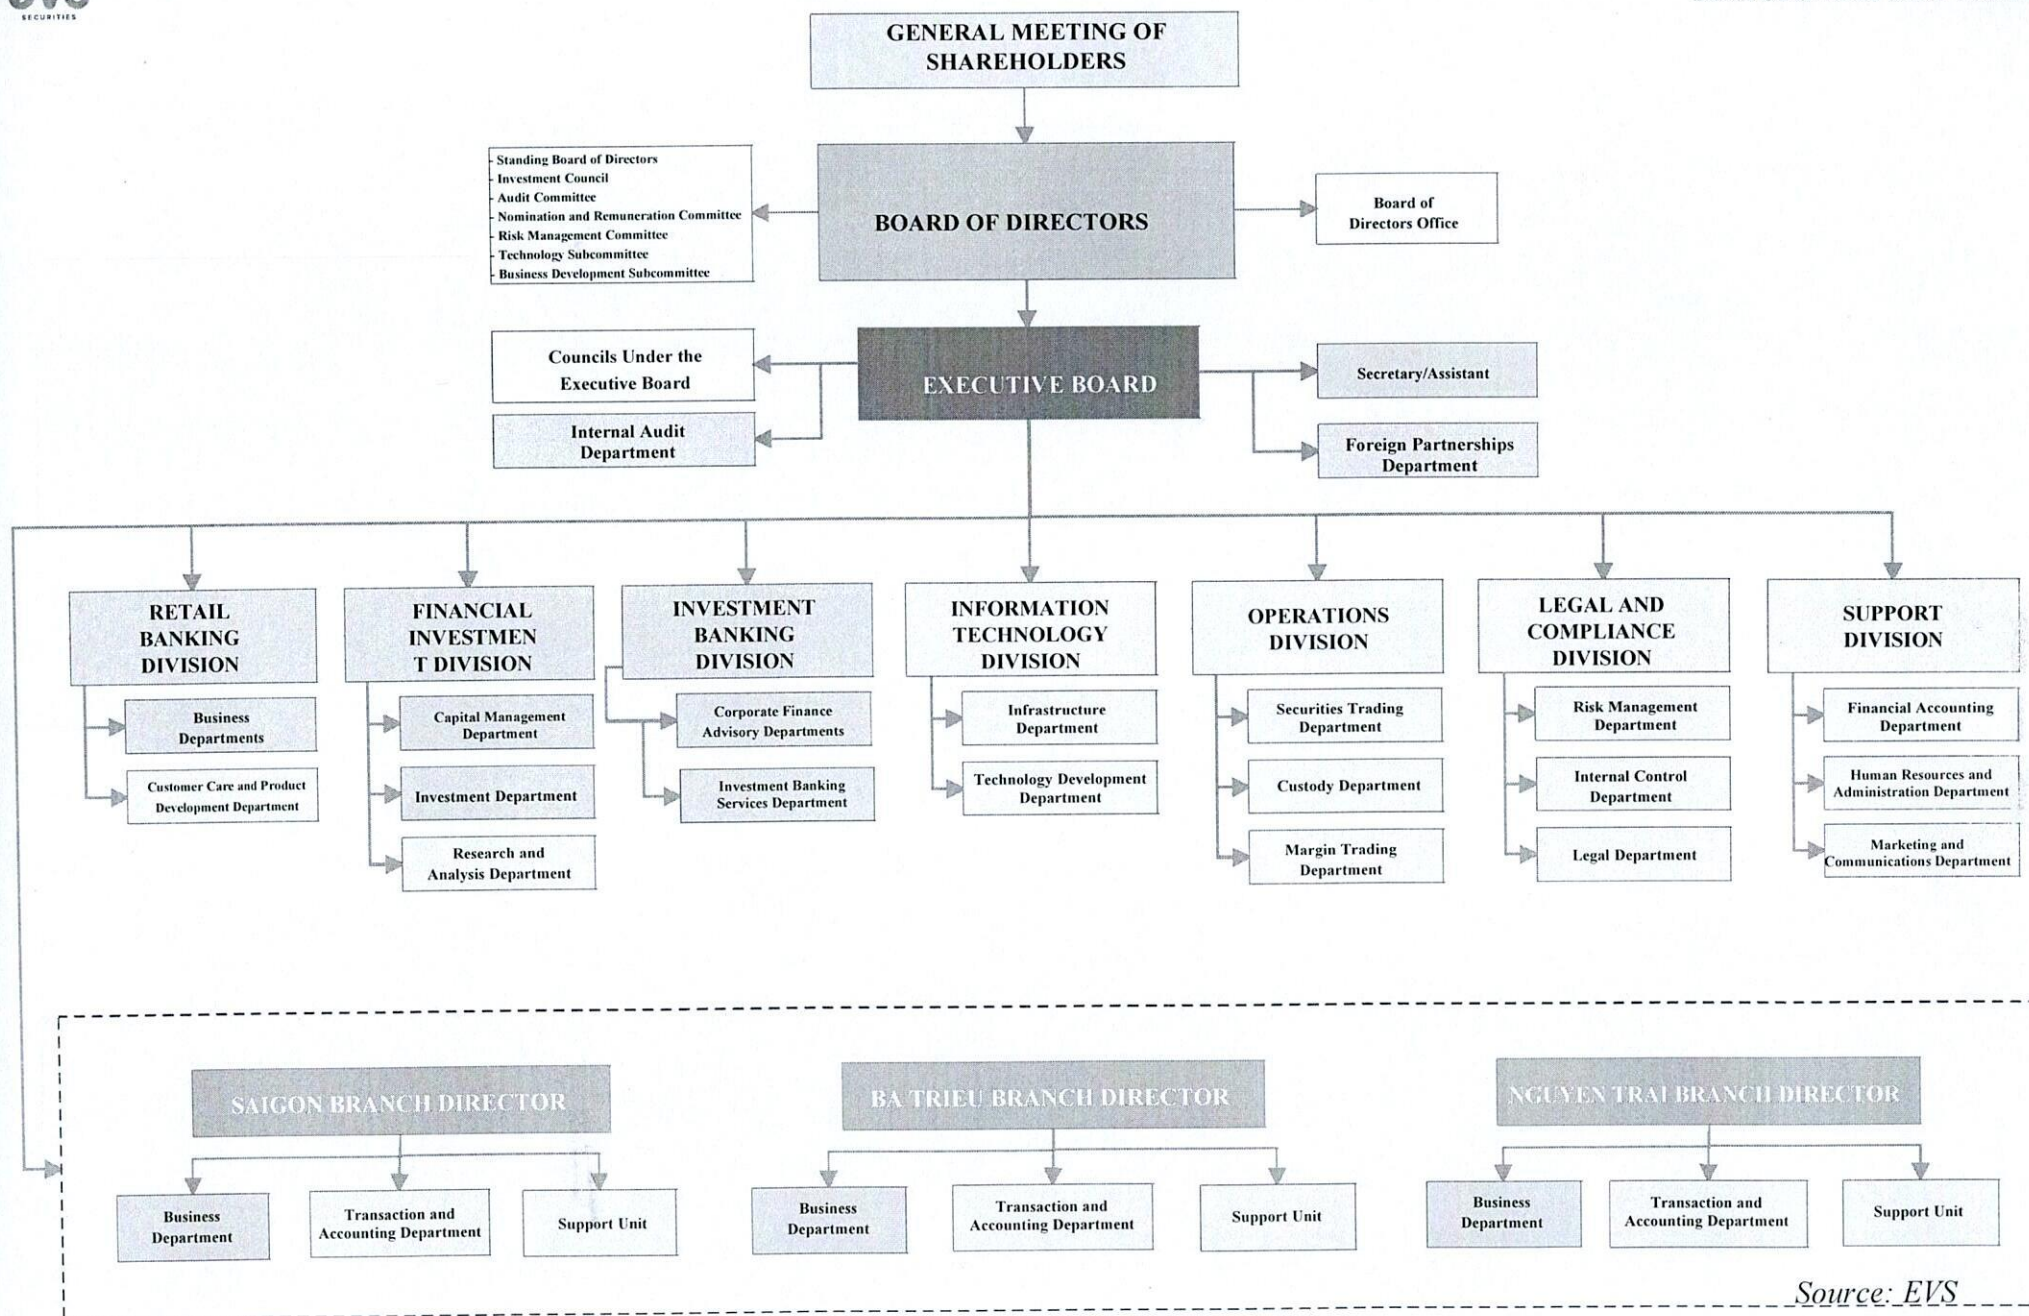 SECURITIES
GENERAL MEETING OF
SHAREHOLDERS
- Standing Board of Directors
- Investment Council
- Audit Committee
- Nomination and Remuneration Committee
- Risk Management Committee
- Technology Subcommittee
- Business Development Subcommittee
BOARD OF DIRECTORS
Board of
Directors Office
Councils Under the
Executive Board
Internal Audit
Department
EXECUTIVE BOARD
Secretary/Assistant
Foreign Partnerships
Department
RETAIL
BANKING
DIVISION
Business
Departments
Customer Care and Product
Development Department
FINANCIAL
INVESTMEN
T DIVISION
Capital Management
Department
Investment Department
Research and
Analysis Department
INVESTMENT
BANKING
DIVISION
Corporate Finance
Advisory Departments
Investment Banking
Services Department
INFORMATION
TECHNOLOGY
DIVISION
Infrastructure
Department
Technology Development
Department
OPERATIONS
DIVISION
Securities Trading
Department
Custody Department
Margin Trading
Department
LEGAL AND
COMPLIANCE
DIVISION
Risk Management
Department
Internal Control
Department
Legal Department
SUPPORT
DIVISION
Financial Accounting
Department
Human Resources and
Administration Department
Marketing and
Communications Department
SAIGON BRANCH DIRECTOR
Business
Department
Transaction and
Accounting Department
Support Unit
BA TRIEU BRANCH DIRECTOR
Business
Department
Transaction and
Accounting Department
Support Unit
NGUYEN TRAI BRANCH DIRECTOR
Business
Department
Transaction and
Accounting Department
Support Unit
Source: EVS